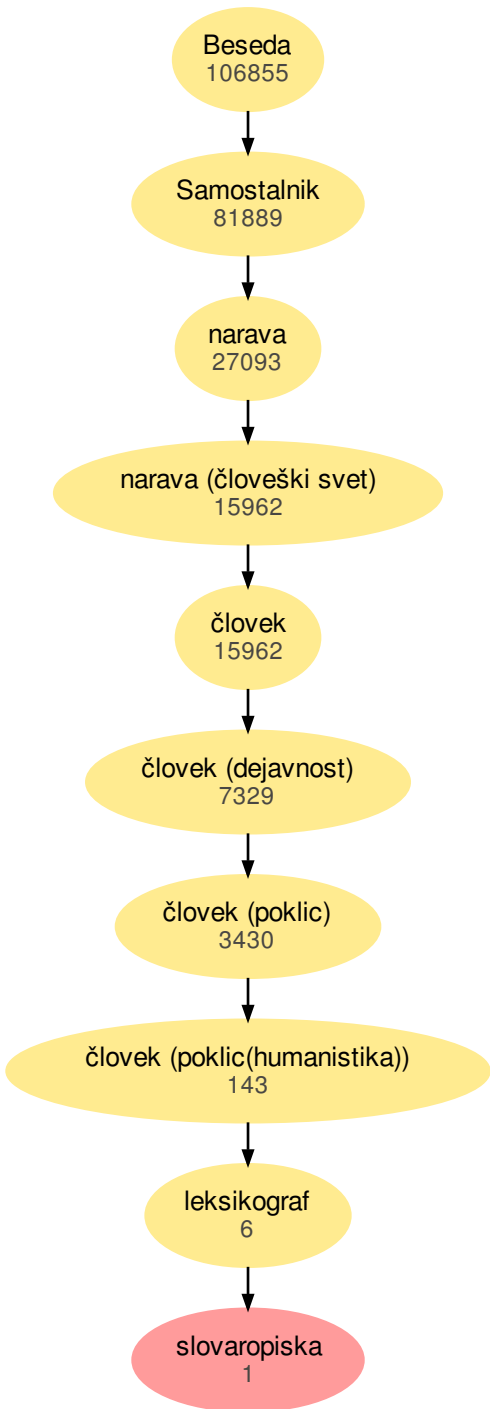 Beseda
106855
Samostalnik
81889
narava
27093
narava (človeški svet)
15962
človek
15962
človek (dejavnost)
7329
človek (poklic)
3430
človek (poklic(humanistika))
143
leksikograf
6
slovaropiska
1